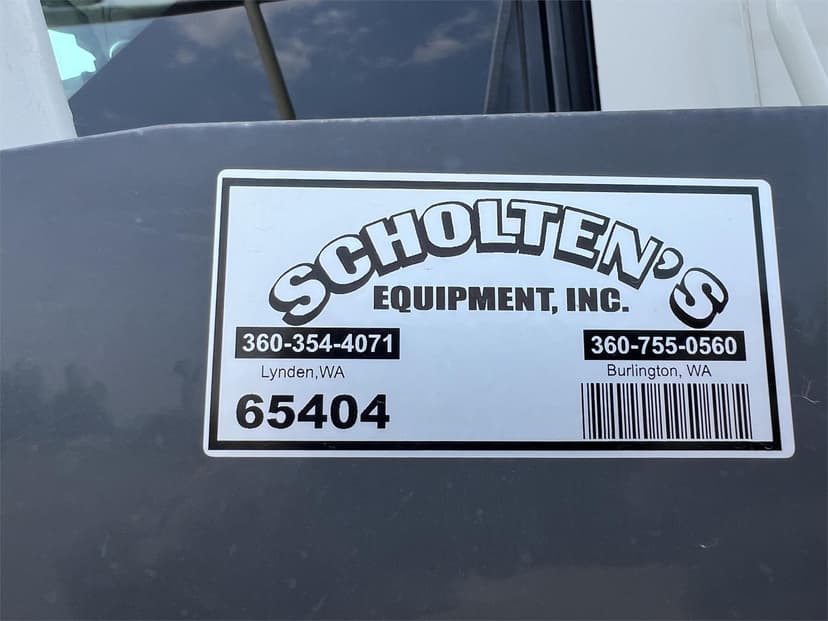 SCHOLTEN'S
EQUIPMENT, INC.
360-354-4071
Lynden,WA
65404
360-755-0560
Burlington, WA